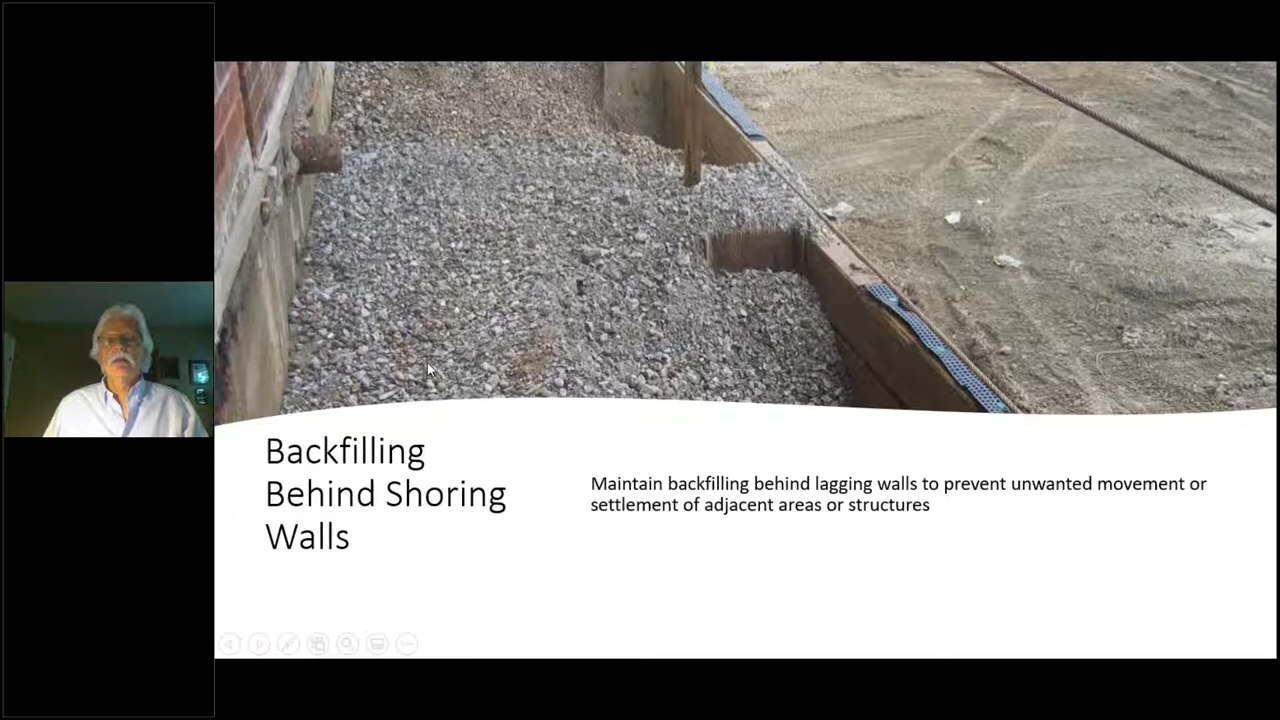 Backfilling
Behind Shoring
Walls
Maintain backfilling behind lagging walls to prevent unwanted movement or
settlement of adjacent areas or structures